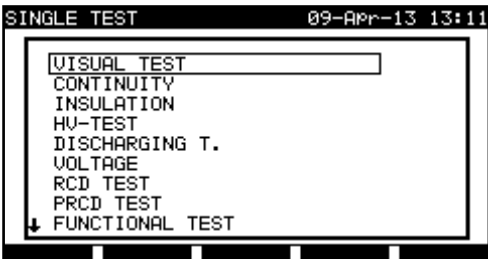 SINGLE TEST 09-Apr-13 13:11
VISUAL TEST
CONTINUITY
INSULATION
HV-TEST
DISCHARGING T.
VOLTAGE
RCD TEST
PRCD TEST
FUNCTIONAL TEST